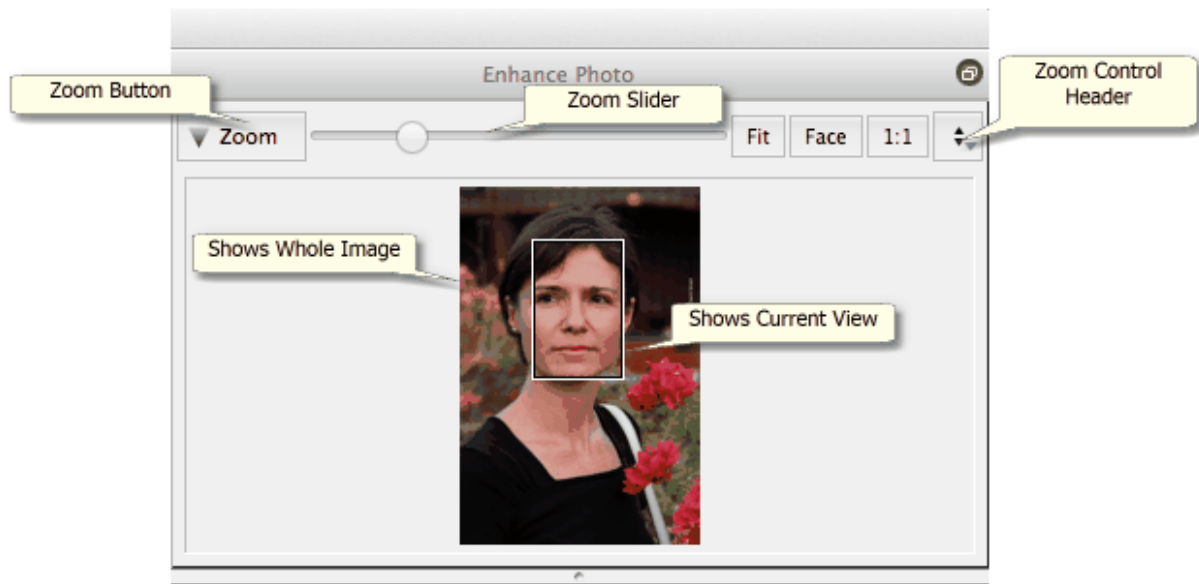 Enhance Photo
Zoom Button
Zoom Slider
Zoom Control
Header
Zoom
Fit
Face
1:1
Shows Whole Image
Shows Current View